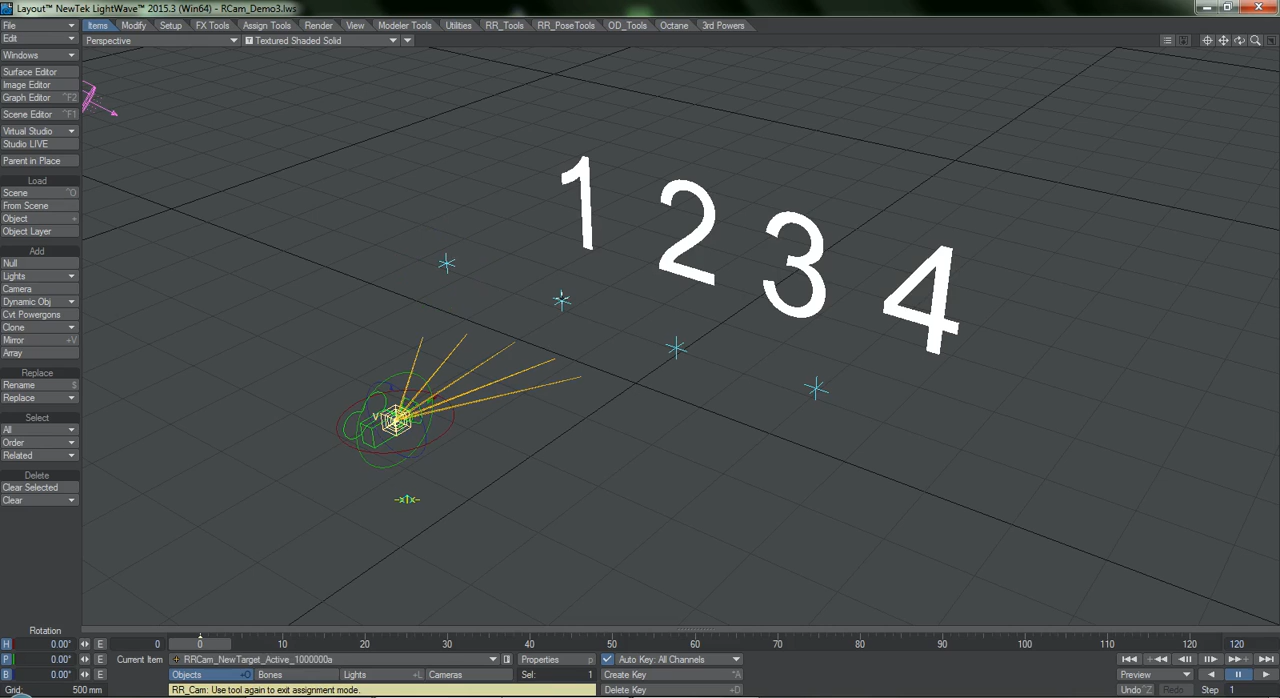 Layout™ NewTek LightWave™ 2015.3 (Win64) - RCam_Demo3.lws
File Items Modify Setup FX Tools Assign Tools Render View Modeler Tools Utilities RR_Tools RR_PoseTools OD_Tools Octane 3rd Powers
Edit Perspective Textured Shaded Solid
Windows
Surface Editor
Image Editor
Graph Editor ^F2
Scene Editor ^F1
Virtual Studio
Studio LIVE
Parent in Place
Load
Scene ^O
From Scene
Object +
Object Layer
Add
Null
Lights
Camera
Dynamic Obj
Cvt Powergons
Clone
Mirror +V
Array
Replace
Rename $
Replace
Select
All
Order
Related
Delete
Clear Selected
Clear
1 2 3 4
Rotation
H 0.00° E 0 0 10 20 30 40 50 60 70 80 90 100 110 120 120
P 0.00° E Current Item RRCam_NewTarget_Active_1000000a Properties p Auto Key: All Channels
B 0.00° E Objects +O Bones Lights +L Cameras Sel: 1 Create Key ^A Preview
Grid: 500 mm RR_Cam: Use tool again to exit assignment mode. Delete Key +D Undo ^Z Redo Step 1